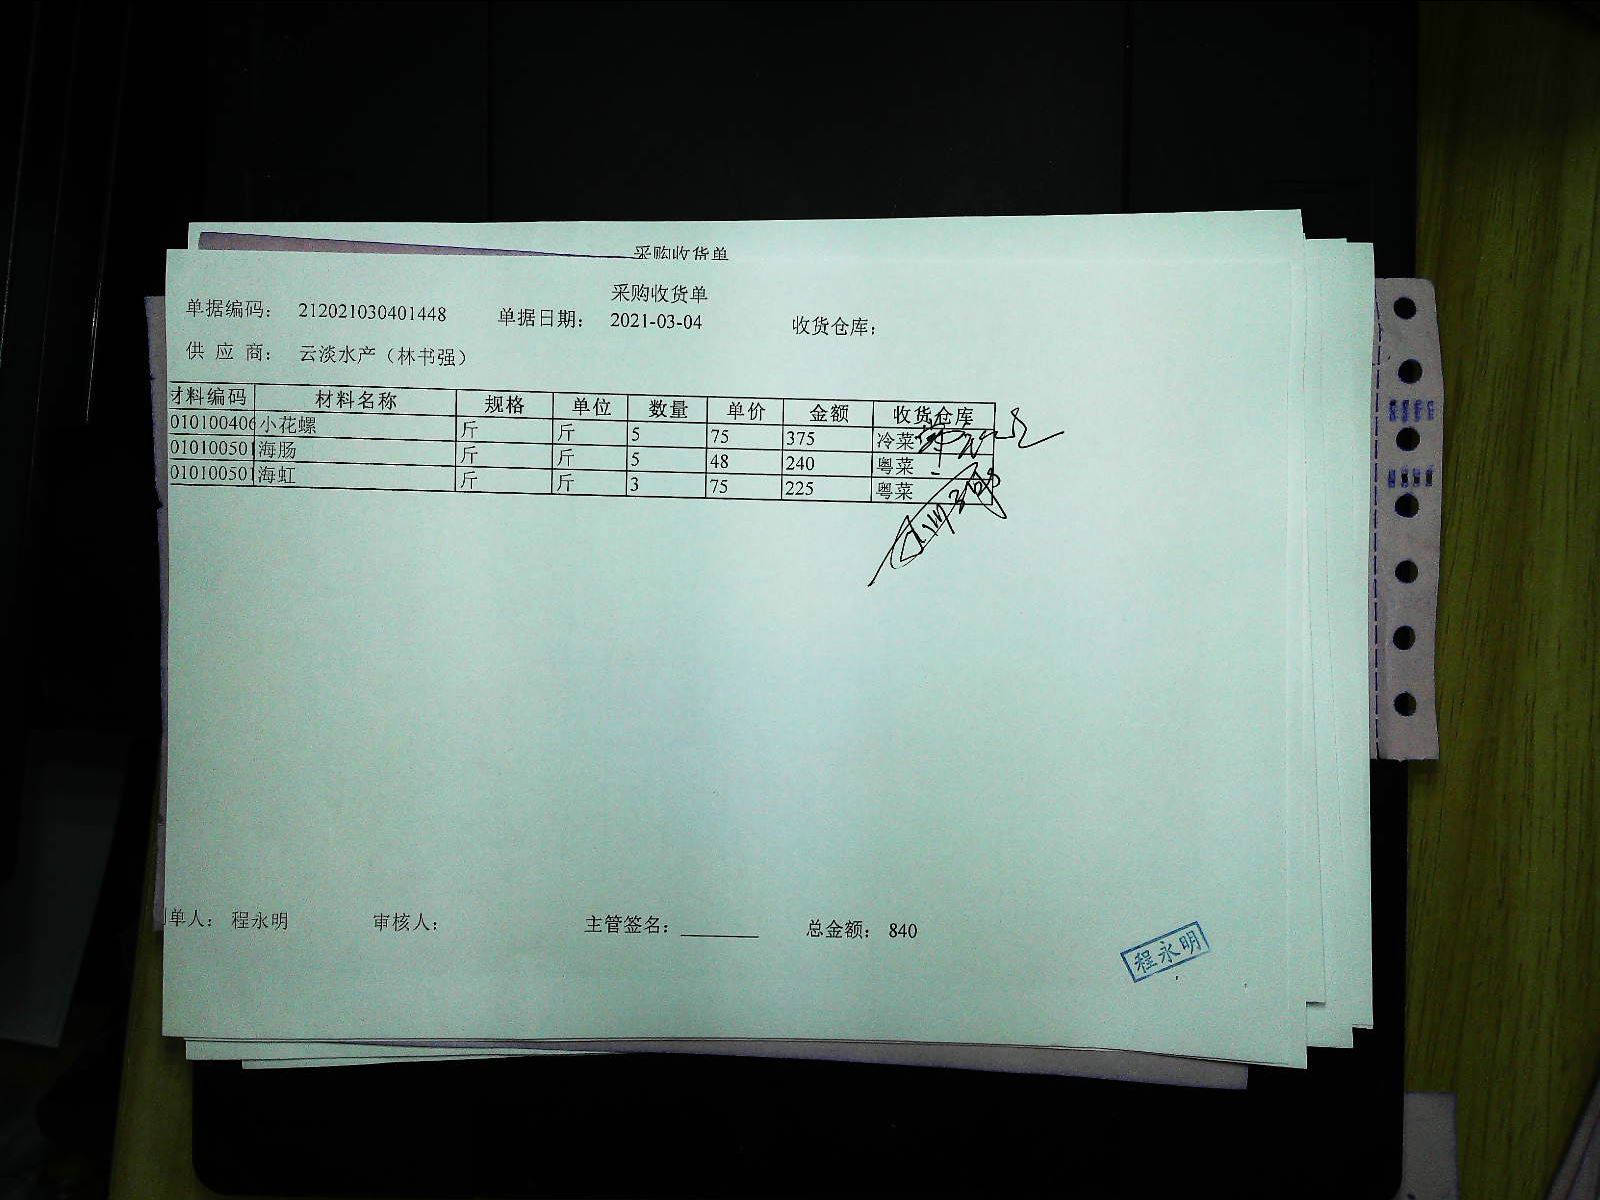 采购收货单
采购收货单
单据编码: 212021030401448 单据日期: 2021-03-04 收货仓库:
供 应 商: 云淡水产（林书强）
材料编码 材料名称 规格 单位 数量 单价 金额 收货仓库
010100406 小花螺 斤 斤 5 75 375 冷菜
010100501 海肠 斤 斤 5 48 240 粤菜
010100501 海虹 斤 斤 3 75 225 粤菜
单人: 程永明 审核人: 主管签名: 总金额: 840
程永明